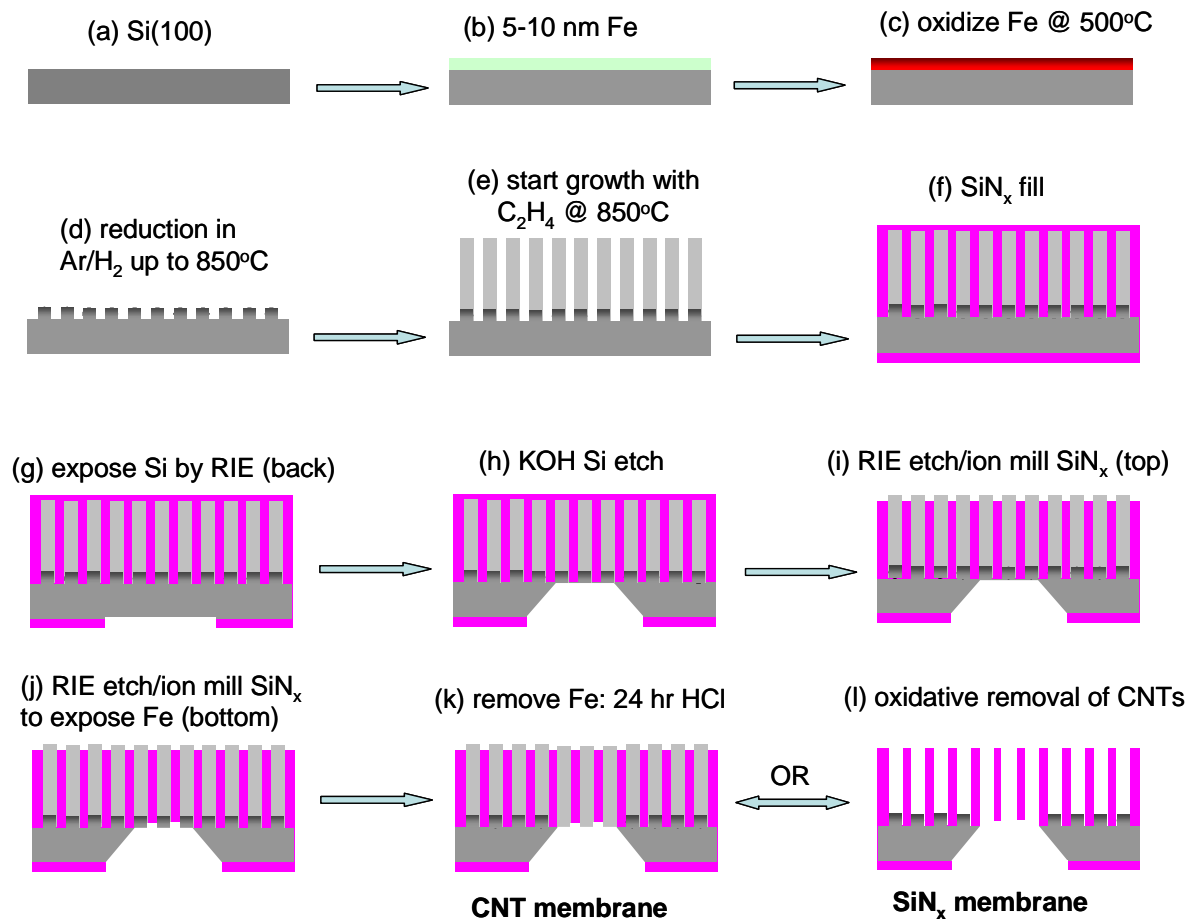 (a) Si(100)
(b) 5-10 nm Fe
(c) oxidize Fe @ 500ºC
(d) reduction in
Ar/H₂ up to 850ºC
(e) start growth with
C₂H₄ @ 850ºC
(f) SiNₓ fill
(g) expose Si by RIE (back)
(h) KOH Si etch
(i) RIE etch/ion mill SiNₓ (top)
(j) RIE etch/ion mill SiNₓ
to expose Fe (bottom)
(k) remove Fe: 24 hr HCl
(l) oxidative removal of CNTs
OR
CNT membrane
SiNₓ membrane